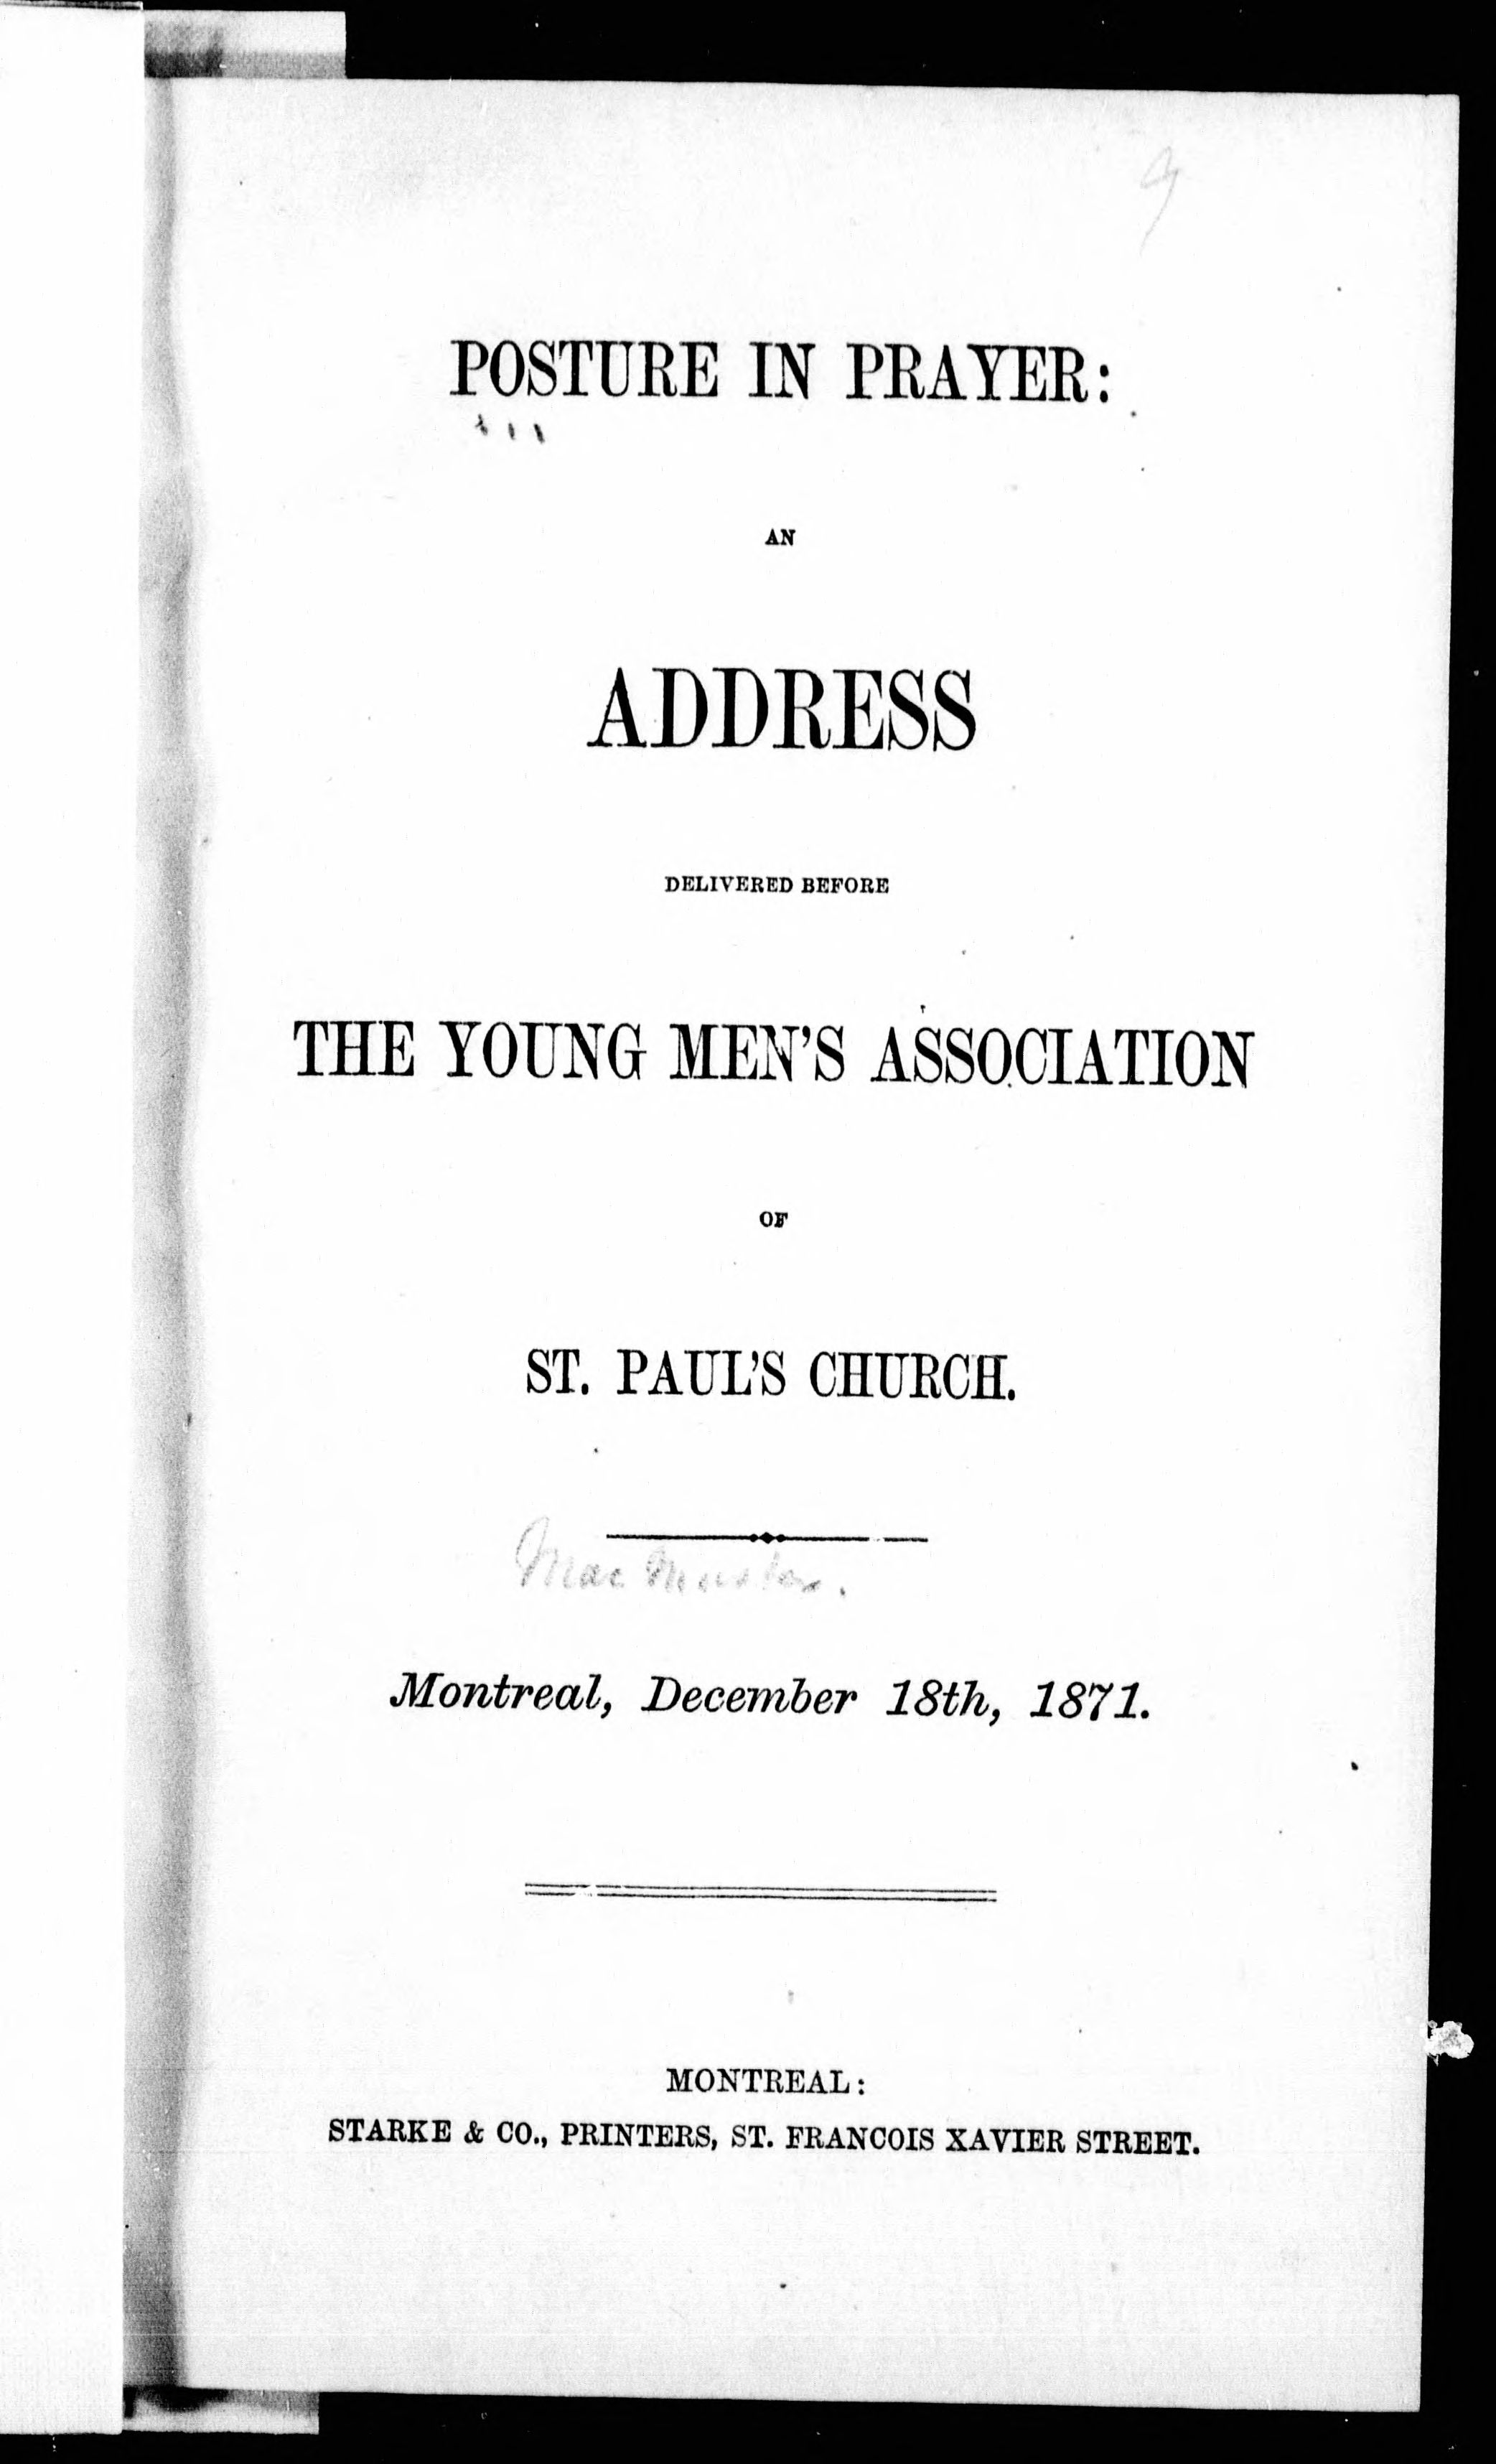 POSTURE IN PRAYER:
AN
ADDRESS
DELIVERED BEFORE
THE YOUNG MEN'S ASSOCIATION
OF
ST. PAUL'S CHURCH.
Mac
Montreal, December 18th, 1871.
MONTREAL:
STARKE & CO., PRINTERS, ST. FRANCOIS XAVIER STREET.